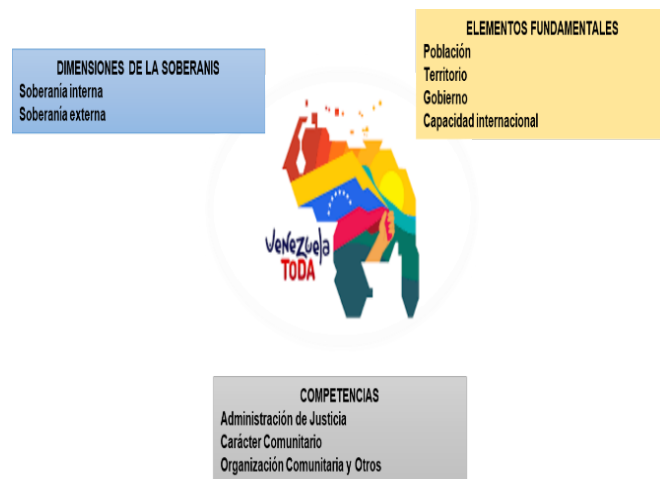 DIMENSIONES DE LA SOBERANIS
Soberanía interna
Soberanía externa
ELEMENTOS FUNDAMENTALES
Población
Territorio
Gobierno
Capacidad internacional
VENEZUELA
TODA
COMPETENCIAS
Administración de Justicia
Carácter Comunitario
Organización Comunitaria y Otros